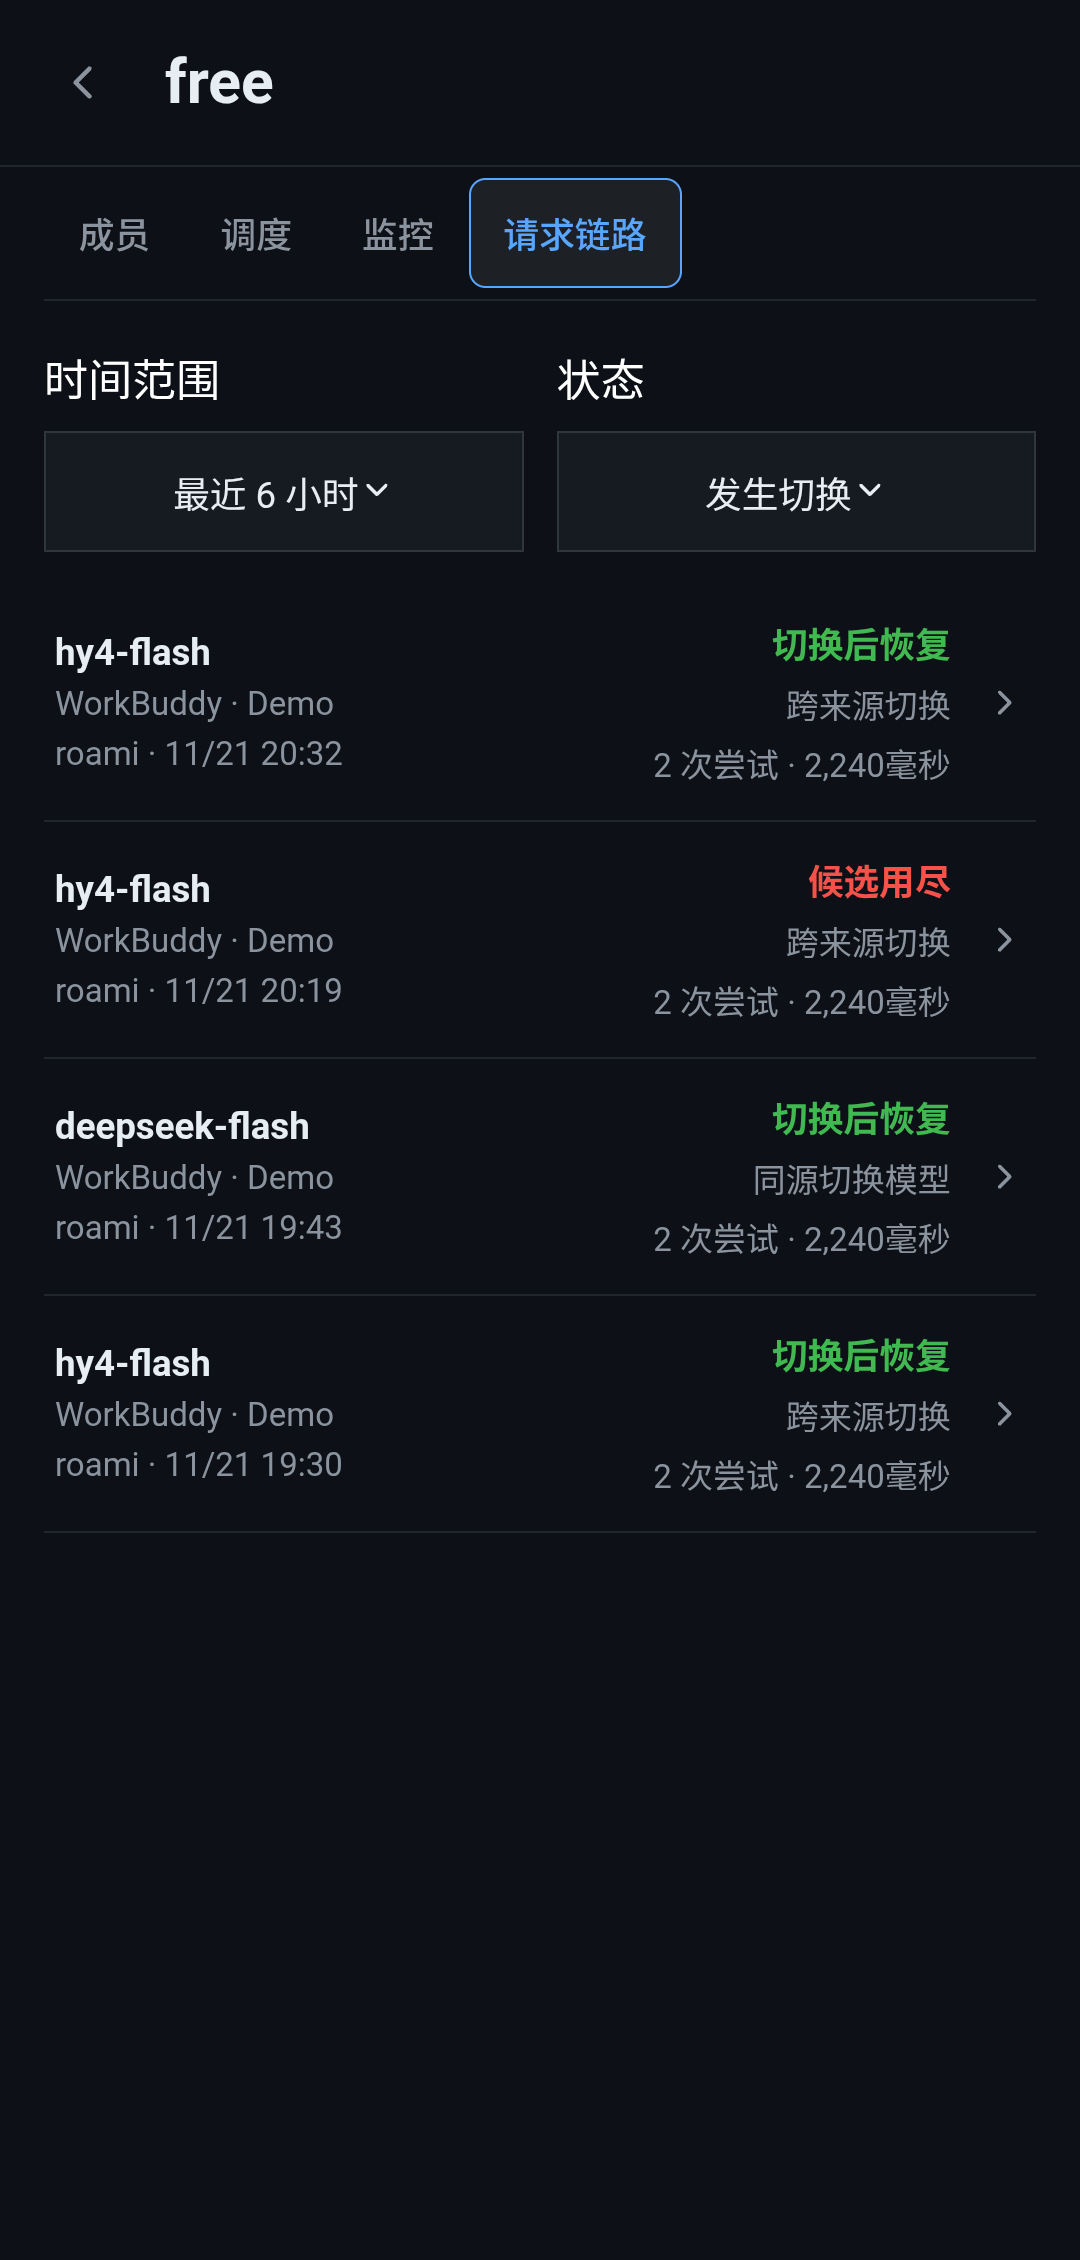 free
成员 调度 监控 请求链路
时间范围 状态
最近 6 小时 发生切换
hy4-flash 切换后恢复
WorkBuddy · Demo 跨来源切换
roami · 11/21 20:32 2 次尝试 · 2,240毫秒
hy4-flash 候选用尽
WorkBuddy · Demo 跨来源切换
roami · 11/21 20:19 2 次尝试 · 2,240毫秒
deepseek-flash 切换后恢复
WorkBuddy · Demo 同源切换模型
roami · 11/21 19:43 2 次尝试 · 2,240毫秒
hy4-flash 切换后恢复
WorkBuddy · Demo 跨来源切换
roami · 11/21 19:30 2 次尝试 · 2,240毫秒